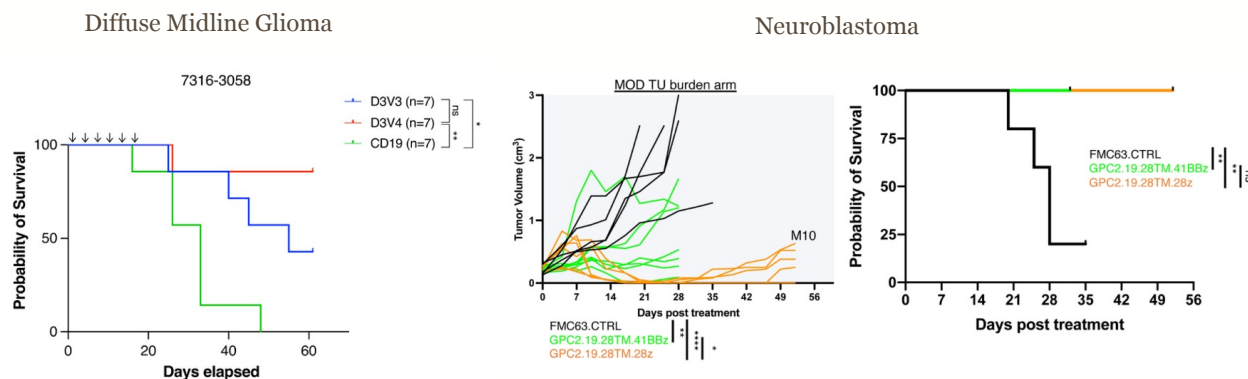 Diffuse Midline Glioma
Neuroblastoma
7316-3058
D3V3 (n=7)
D3V4 (n=7)
CD19 (n=7)
ns
**
*
Probability of Survival
100
50
0
0 20 40 60
Days elapsed
MOD TU burden arm
Tumor Volume (cm³)
3
2
1
0
M10
0 7 14 21 28 35 42 49 56
Days post treatment
FMC63.CTRL
GPC2.19.28TM.41BBz
GPC2.19.28TM.28z
**
****
*
Probability of Survival
100
75
50
25
0
FMC63.CTRL
GPC2.19.28TM.41BBz
GPC2.19.28TM.28z
**
**
ns
0 7 14 21 28 35 42 49 56
Days post treatment